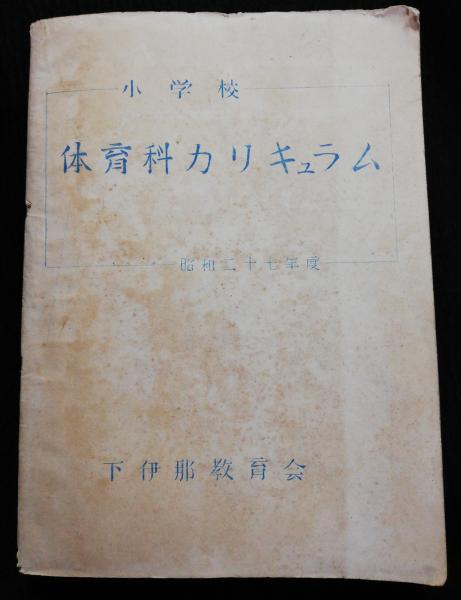 小学校
体育科カリキュラム
昭和二十七年度
下伊那教育会